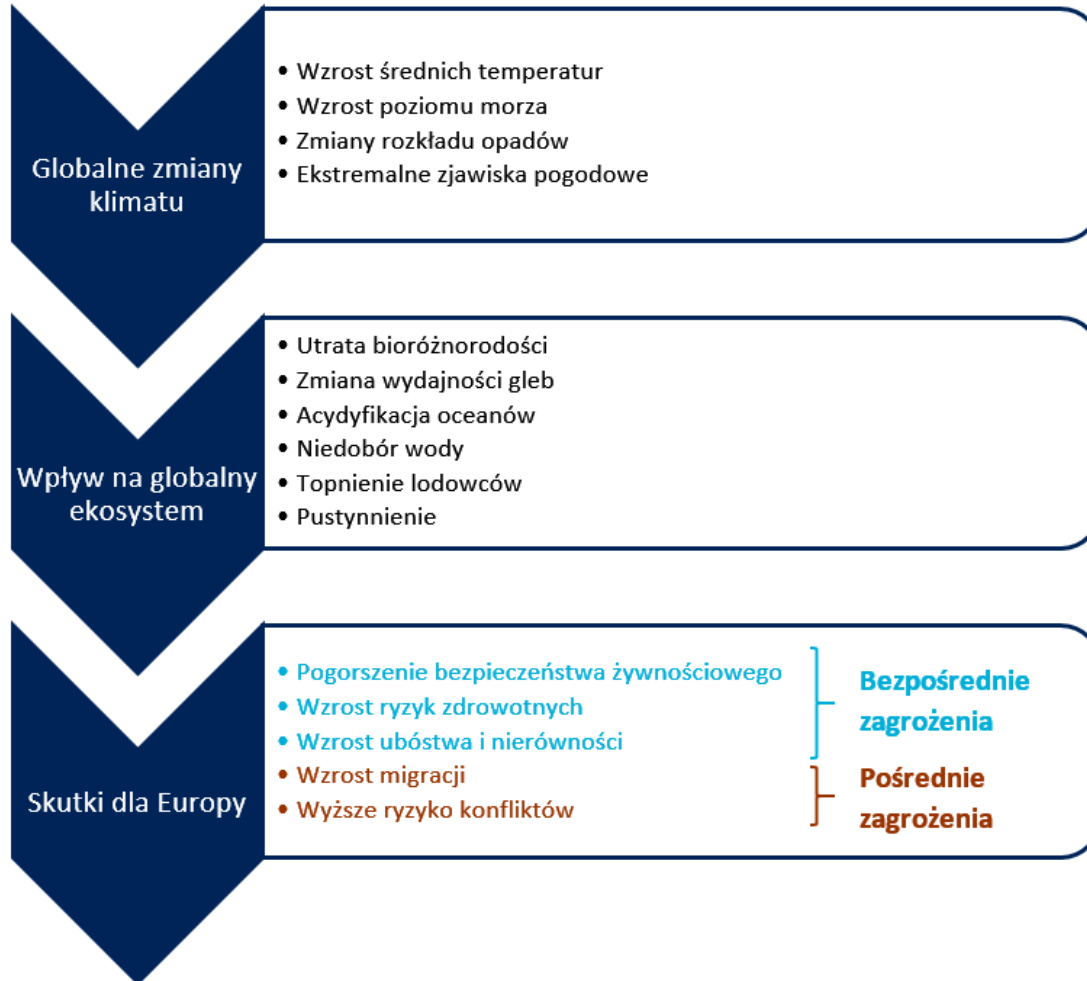 Globalne zmiany
klimatu
• Wzrost średnich temperatur
• Wzrost poziomu morza
• Zmiany rozkładu opadów
• Ekstremalne zjawiska pogodowe
Wpływ na globalny
ekosystem
• Utrata bioróżnorodości
• Zmiana wydajności gleb
• Acydyfikacja oceanów
• Niedobór wody
• Topnienie lodowców
• Pustynnienie
Skutki dla Europy
• Pogorszenie bezpieczeństwa żywnościowego
• Wzrost ryzyk zdrowotnych
• Wzrost ubóstwa i nierówności
• Wzrost migracji
• Wyższe ryzyko konfliktów
Bezpośrednie
zagrożenia
Pośrednie
zagrożenia